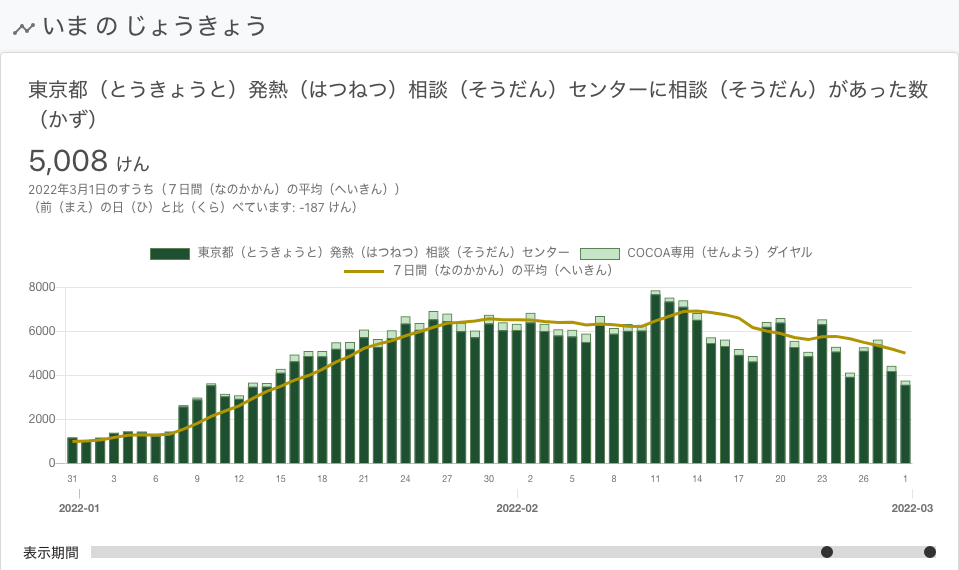 いま の じょうきょう
東京都（とうきょうと）発熱（はつねつ）相談（そうだん）センターに相談（そうだん）があった数
（かず）
5,008 けん
2022年3月1日のすうち（７日間（なのかかん）の平均（へいきん））
（前（まえ）の日（ひ）と比（くら）べています: -187 けん）
東京都（とうきょうと）発熱（はつねつ）相談（そうだん）センター COCOA専用（せんよう）ダイヤル
７日間（なのかかん）の平均（へいきん）
8000
6000
4000
2000
0
31 3 6 9 12 15 18 21 24 27 30 2 5 8 11 14 17 20 23 26 1
2022-01 2022-02 2022-03
表示期間